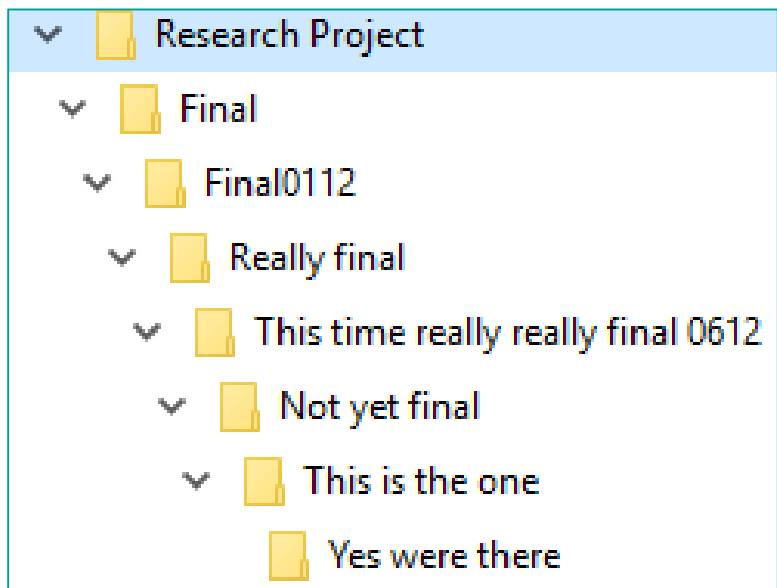 Research Project
Final
Final0112
Really final
This time really really final 0612
Not yet final
This is the one
Yes were there